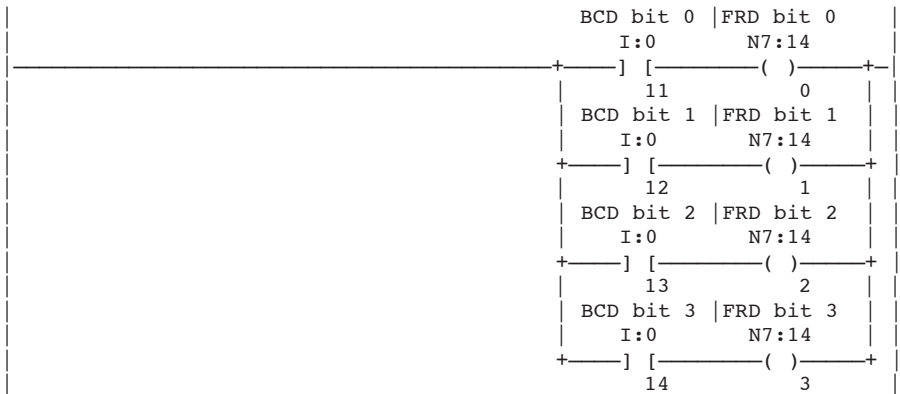 BCD bit 0 |FRD bit 0
I:0 N7:14
] [ ( )
11 0
BCD bit 1 |FRD bit 1
I:0 N7:14
] [ ( )
12 1
BCD bit 2 |FRD bit 2
I:0 N7:14
] [ ( )
13 2
BCD bit 3 |FRD bit 3
I:0 N7:14
] [ ( )
14 3